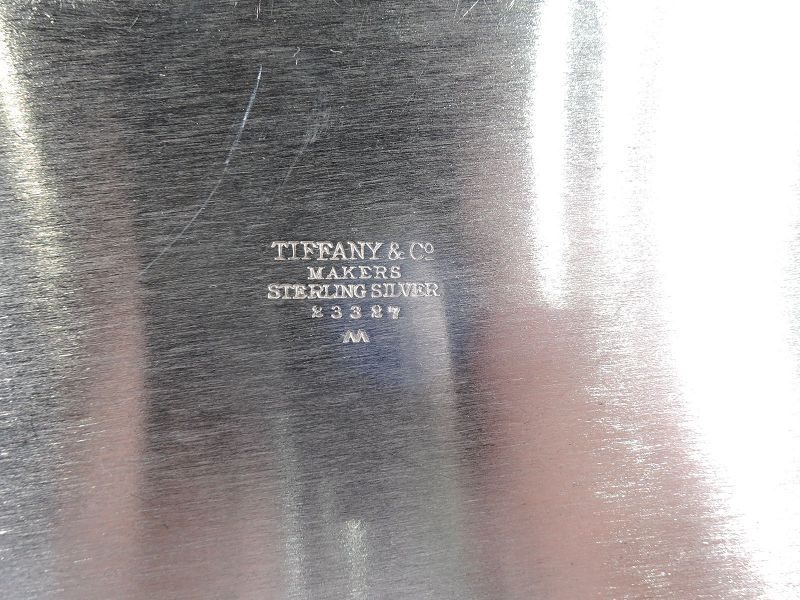 TIFFANY & Cº
MAKERS
STERLING SILVER
23327
M